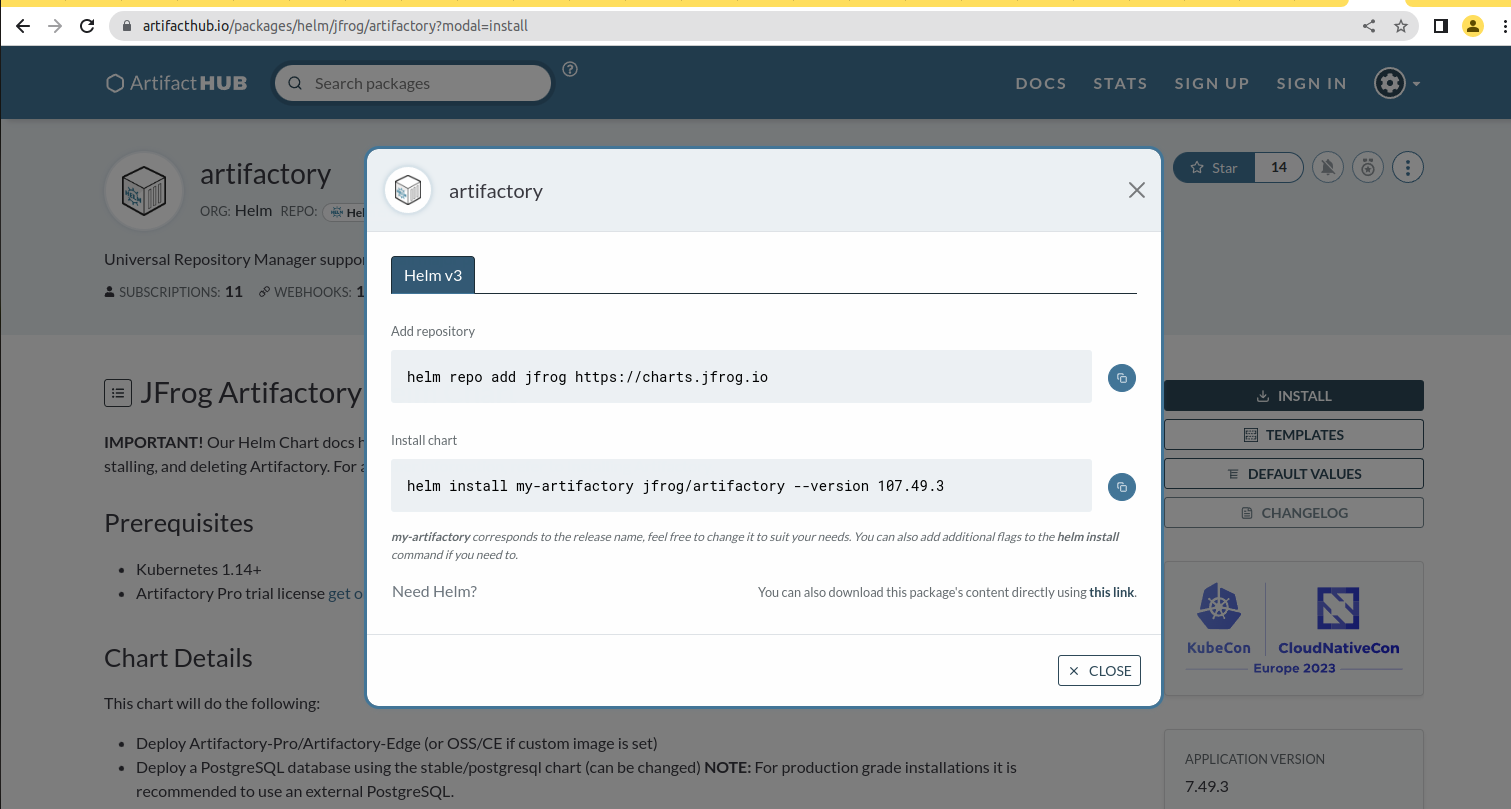 artifacthub.io/packages/helm/jfrog/artifactory?modal=install
ArtifactHUB
Search packages
DOCS STATS SIGN UP SIGN IN
artifactory
ORG: Helm REPO:
Universal Repository Manager
SUBSCRIPTIONS: 11 WEBHOOKS: 1
Star 14
artifactory
Helm v3
Add repository
helm repo add jfrog https://charts.jfrog.io
Install chart
helm install my-artifactory jfrog/artifactory --version 107.49.3
my-artifactory corresponds to the release name, feel free to change it to suit your needs. You can also add additional flags to the helm install
command if you need to.
Need Helm?
You can also download this package's content directly using this link.
CLOSE
JFrog Artifactory
IMPORTANT! Our Helm Chart docs
stalling, and deleting Artifactory. For
Prerequisites
Kubernetes 1.14+
Artifactory Pro trial license get
Chart Details
This chart will do the following:
Deploy Artifactory-Pro/Artifactory-Edge (or OSS/CE if custom image is set)
Deploy a PostgreSQL database using the stable/postgresql chart (can be changed) NOTE: For production grade installations it is
recommended to use an external PostgreSQL.
INSTALL
TEMPLATES
DEFAULT VALUES
CHANGELOG
KubeCon
CloudNativeCon
Europe 2023
APPLICATION VERSION
7.49.3